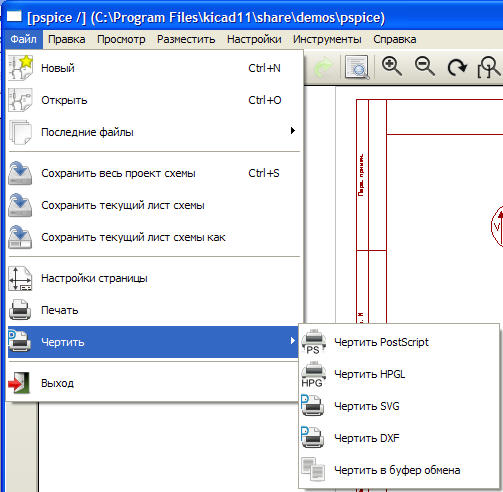 [pspice /] (C:\Program Files\kicad11\share\demos\pspice)
Файл Правка Просмотр Разместить Настройки Инструменты Справка
Новый Ctrl+N
Открыть Ctrl+O
Последние файлы
Сохранить весь проект схемы Ctrl+S
Сохранить текущий лист схемы
Сохранить текущий лист схемы как
Настройки страницы
Печать
Чертить
Выход
Чертить PostScript
Чертить HPGL
Чертить SVG
Чертить DXF
Чертить в буфер обмена
PS
HPG
Перв. примен.
V